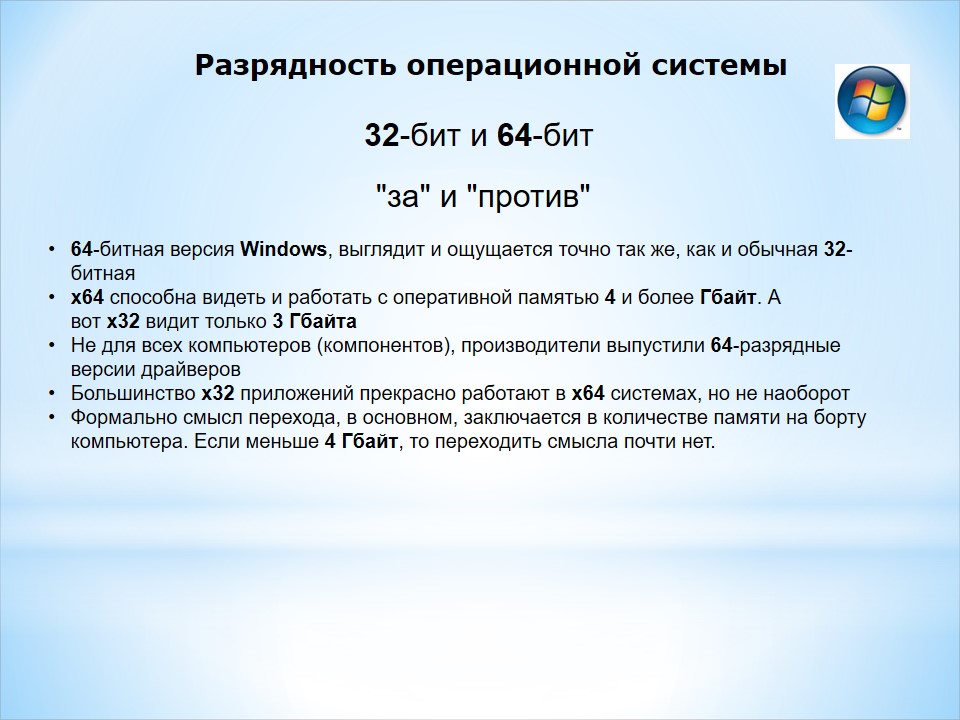 Разрядность операционной системы
32-бит и 64-бит
"за" и "против"
• 64-битная версия Windows, выглядит и ощущается точно так же, как и обычная 32-
битная
• x64 способна видеть и работать с оперативной памятью 4 и более Гбайт. А
вот x32 видит только 3 Гбайта
• Не для всех компьютеров (компонентов), производители выпустили 64-разрядные
версии драйверов
• Большинство x32 приложений прекрасно работают в x64 системах, но не наоборот
• Формально смысл перехода, в основном, заключается в количестве памяти на борту
компьютера. Если меньше 4 Гбайт, то переходить смысла почти нет.